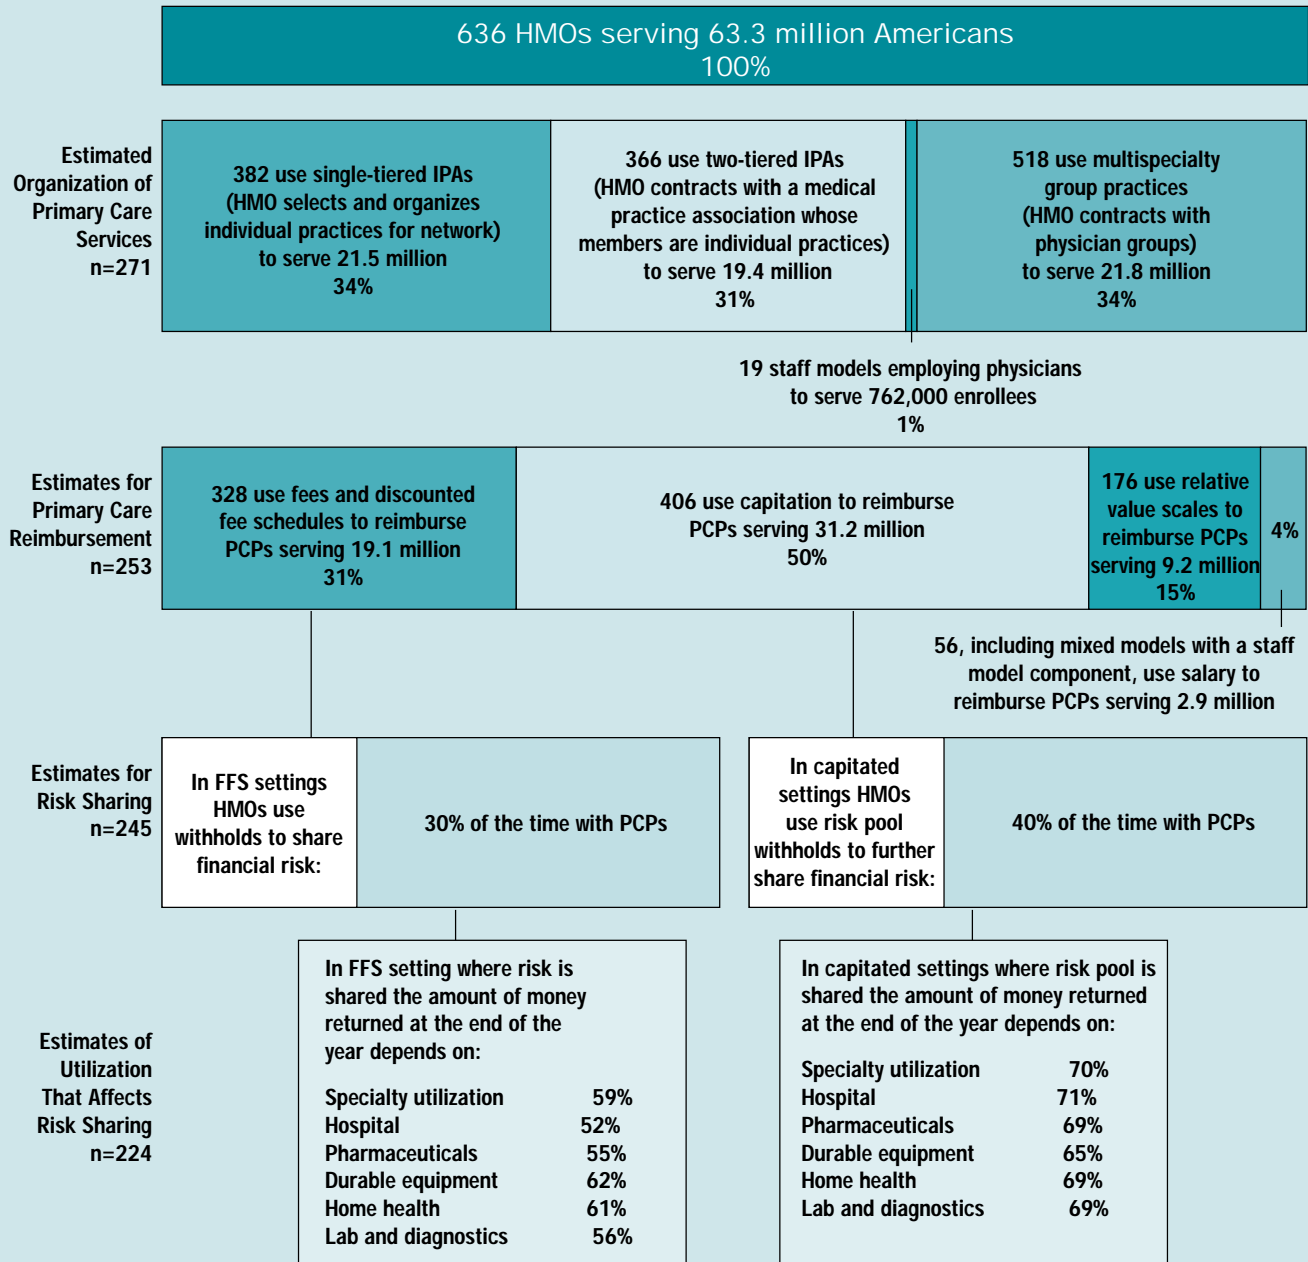 636 HMOs serving 63.3 million Americans
100%
Estimated
Organization of
Primary Care
Services
n=271
382 use single-tiered IPAs
(HMO selects and organizes
individual practices for network)
to serve 21.5 million
34%
366 use two-tiered IPAs
(HMO contracts with a medical
practice association whose
members are individual practices)
to serve 19.4 million
31%
518 use multispecialty
group practices
(HMO contracts with
physician groups)
to serve 21.8 million
34%
19 staff models employing physicians
to serve 762,000 enrollees
1%
Estimates for
Primary Care
Reimbursement
n=253
328 use fees and discounted
fee schedules to reimburse
PCPs serving 19.1 million
31%
406 use capitation to reimburse
PCPs serving 31.2 million
50%
176 use relative
value scales to
reimburse PCPs
serving 9.2 million
15%
4%
56, including mixed models with a staff
model component, use salary to
reimburse PCPs serving 2.9 million
Estimates for
Risk Sharing
n=245
In FFS settings
HMOs use
withholds to share
financial risk:
30% of the time with PCPs
In capitated
settings HMOs
use risk pool
withholds to further
share financial risk:
40% of the time with PCPs
Estimates of
Utilization
That Affects
Risk Sharing
n=224
In FFS setting where risk is
shared the amount of money
returned at the end of the
year depends on:
Specialty utilization 59%
Hospital 52%
Pharmaceuticals 55%
Durable equipment 62%
Home health 61%
Lab and diagnostics 56%
In capitated settings where risk pool is
shared the amount of money returned
at the end of the year depends on:
Specialty utilization 70%
Hospital 71%
Pharmaceuticals 69%
Durable equipment 65%
Home health 69%
Lab and diagnostics 69%